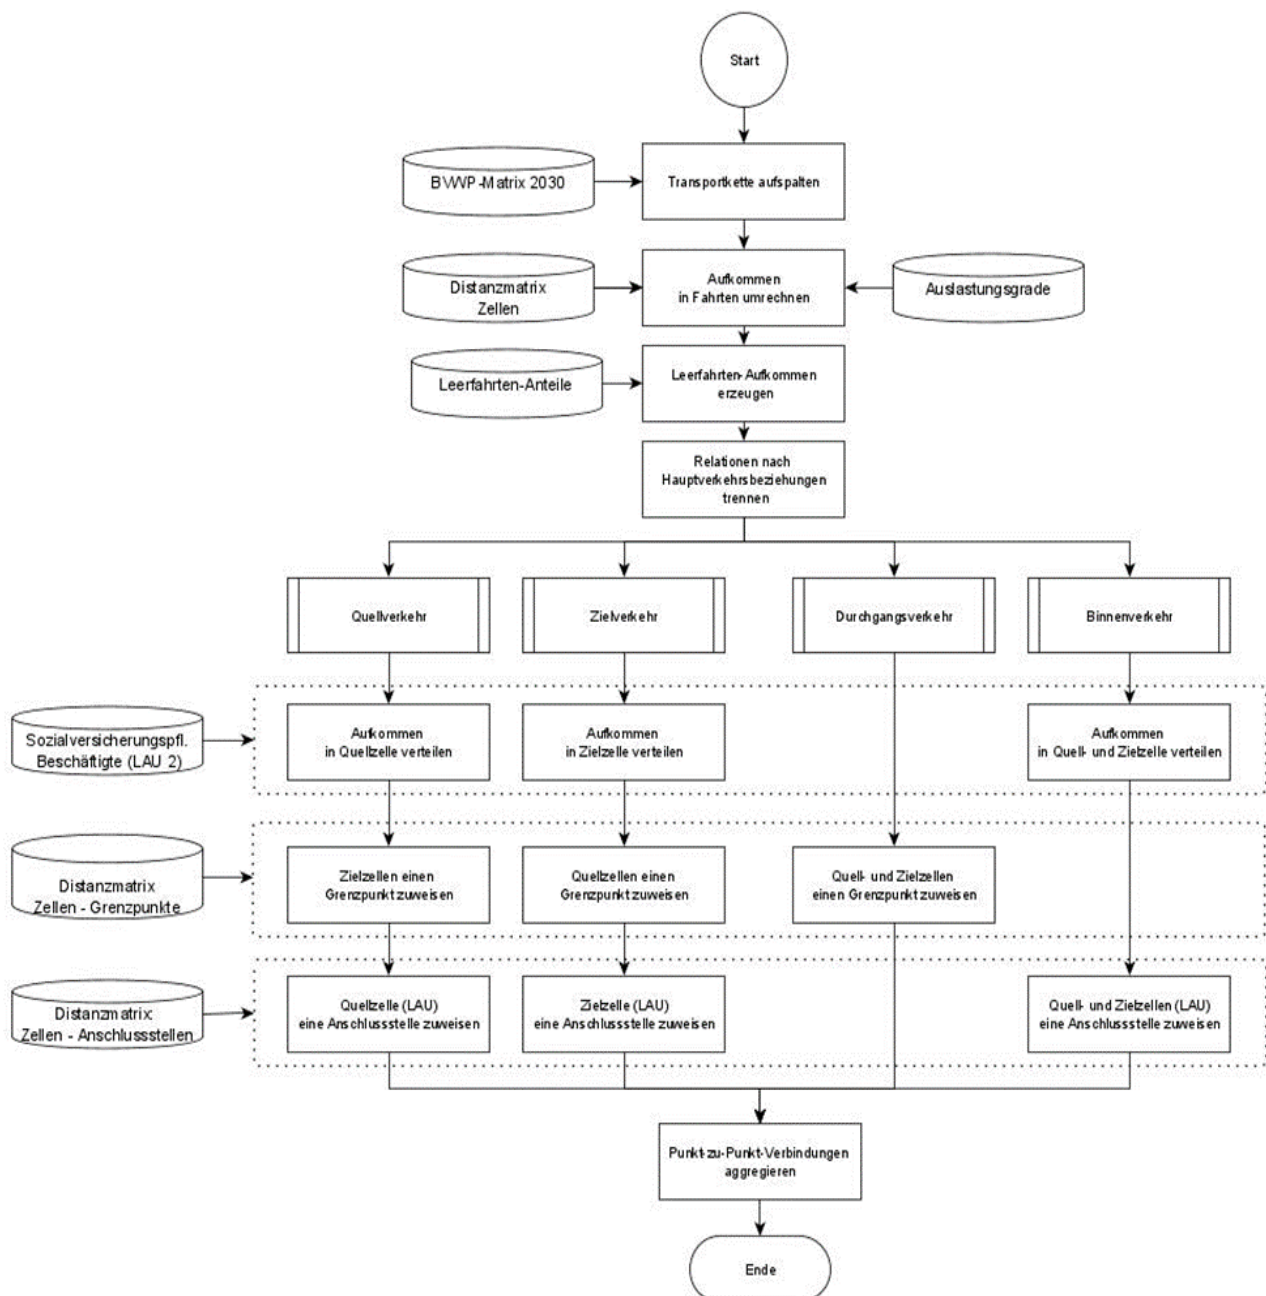 Start
BVWP-Matrix 2030
Transportkette aufspalten
Distanzmatrix
Zellen
Aufkommen
in Fahrten umrechnen
Auslastungsgrade
Leerfahrten-Anteile
Leerfahrten-Aufkommen
erzeugen
Relationen nach
Hauptverkehrsbeziehungen
trennen
Quellverkehr
Zielverkehr
Durchgangsverkehr
Binnenverkehr
Sozialversicherungspfl.
Beschäftigte (LAU 2)
Aufkommen
in Quellzelle verteilen
Aufkommen
in Zielzelle verteilen
Aufkommen
in Quell- und Zielzelle verteilen
Distanzmatrix
Zellen - Grenzpunkte
Zielzellen einen
Grenzpunkt zuweisen
Quellzellen einen
Grenzpunkt zuweisen
Quell- und Zielzellen
einen Grenzpunkt zuweisen
Distanzmatrix
Zellen - Anschlussstellen
Quellzelle (LAU)
eine Anschlussstelle zuweisen
Zielzelle (LAU)
eine Anschlussstelle zuweisen
Quell- und Zielzellen (LAU)
eine Anschlussstelle zuweisen
Punkt-zu-Punkt-Verbindungen
aggregieren
Ende